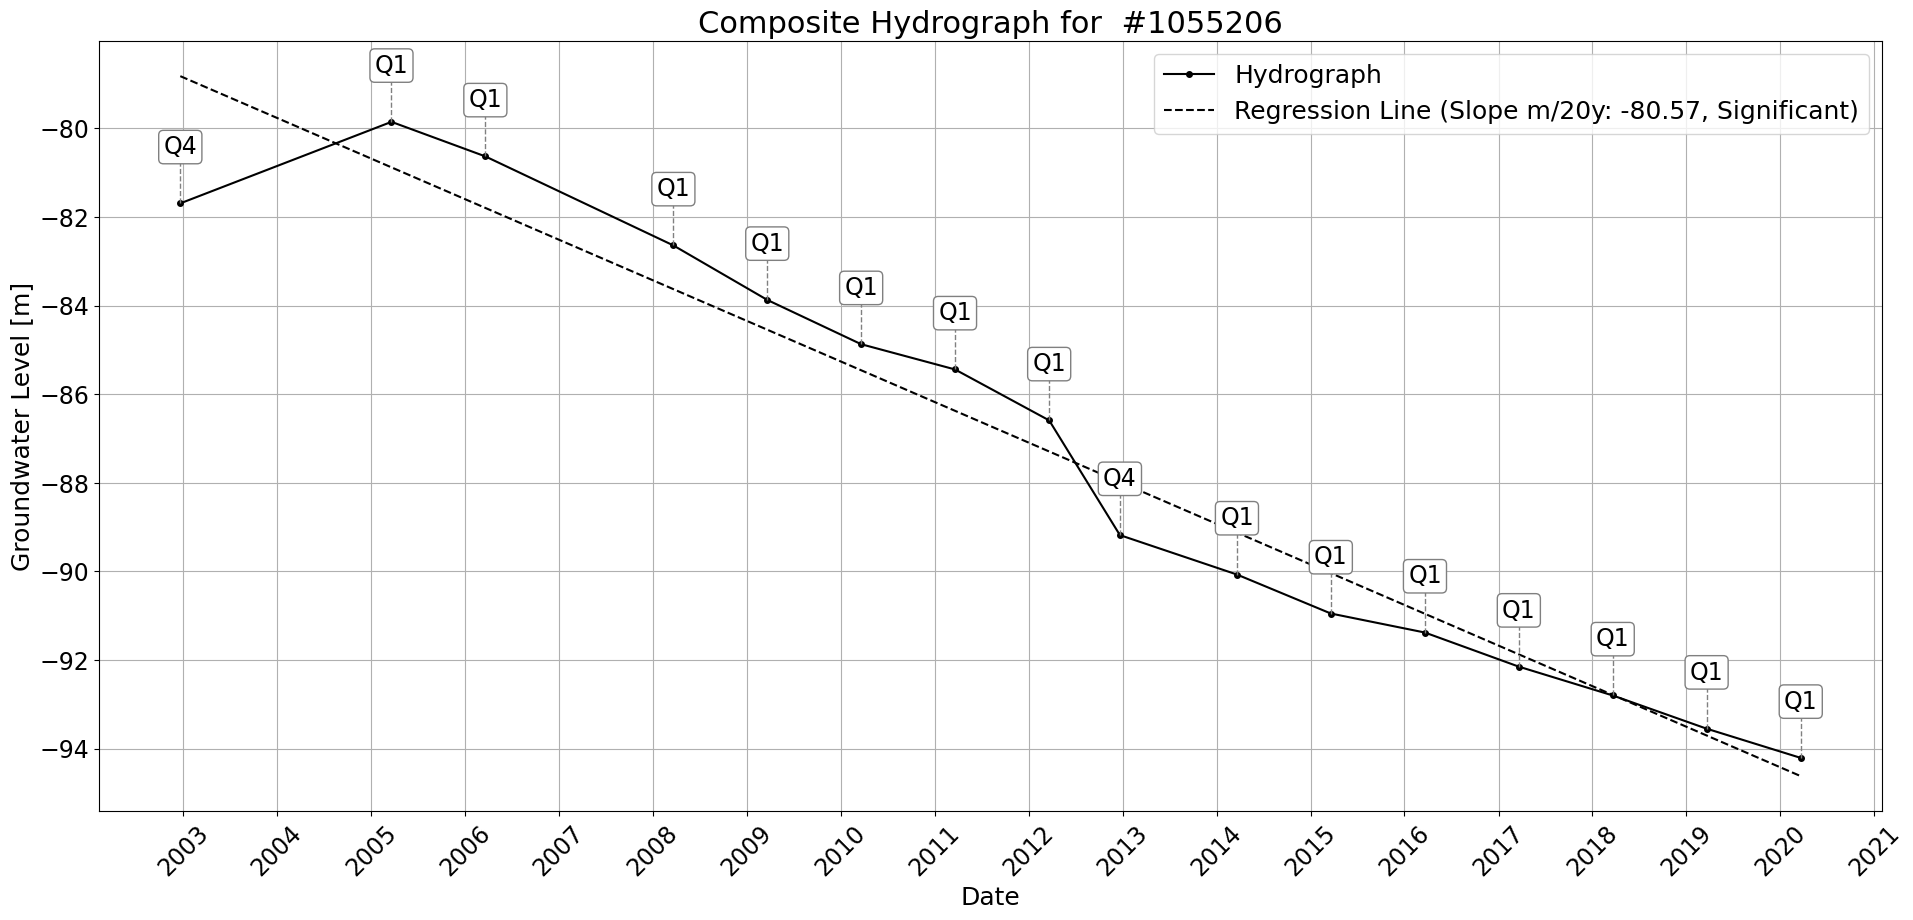 Composite Hydrograph for  #1055206
Hydrograph
Regression Line (Slope m/20y: -80.57, Significant)
Groundwater Level [m]
−80
−82
−84
−86
−88
−90
−92
−94
Q4
Q1
Q1
Q1
Q1
Q1
Q1
Q1
Q4
Q1
Q1
Q1
Q1
Q1
Q1
Q1
2003
2004
2005
2006
2007
2008
2009
2010
2011
2012
2013
2014
2015
2016
2017
2018
2019
2020
2021
Date